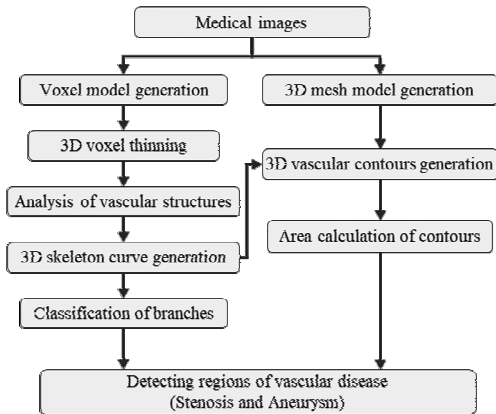 Medical images
Voxel model generation
3D mesh model generation
3D voxel thinning
3D vascular contours generation
Analysis of vascular structures
Area calculation of contours
3D skeleton curve generation
Classification of branches
Detecting regions of vascular disease
(Stenosis and Aneurysm)